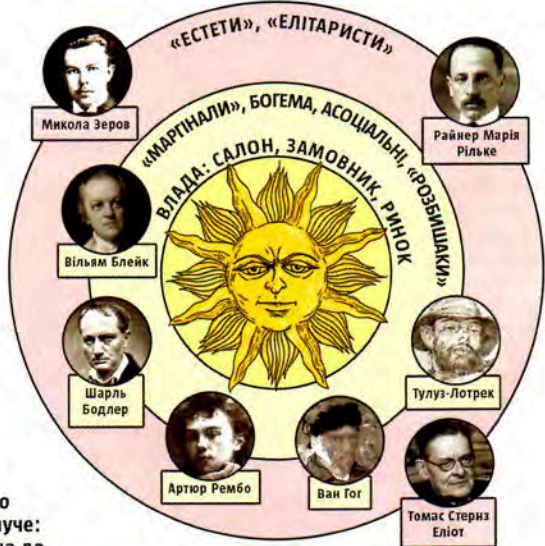 «ЕСТЕТИ», «ЕЛІТАРИСТИ»
«МАРГІНАЛИ», БОГЕМА, АСОЦІАЛЬНІ, «РОЗБИШАКИ»
ВЛАДА: САЛОН, ЗАМОВНИК, РИНОК
Микола Зеров
Райнер Марія
Рільке
Вільям Блейк
Шарль
Бодлер
Тулуз-Лотрек
Артюр Рембо
Ван Гог
Томас Стернз
Еліот